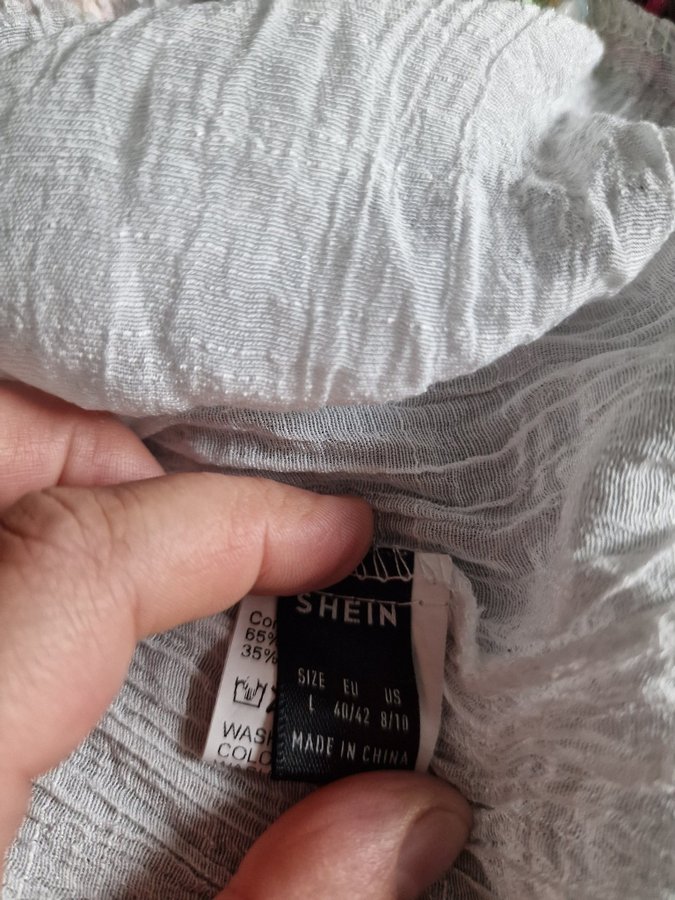 SHEIN
SIZE EU US
L 40/42 8/10
MADE IN CHINA
65%
35%